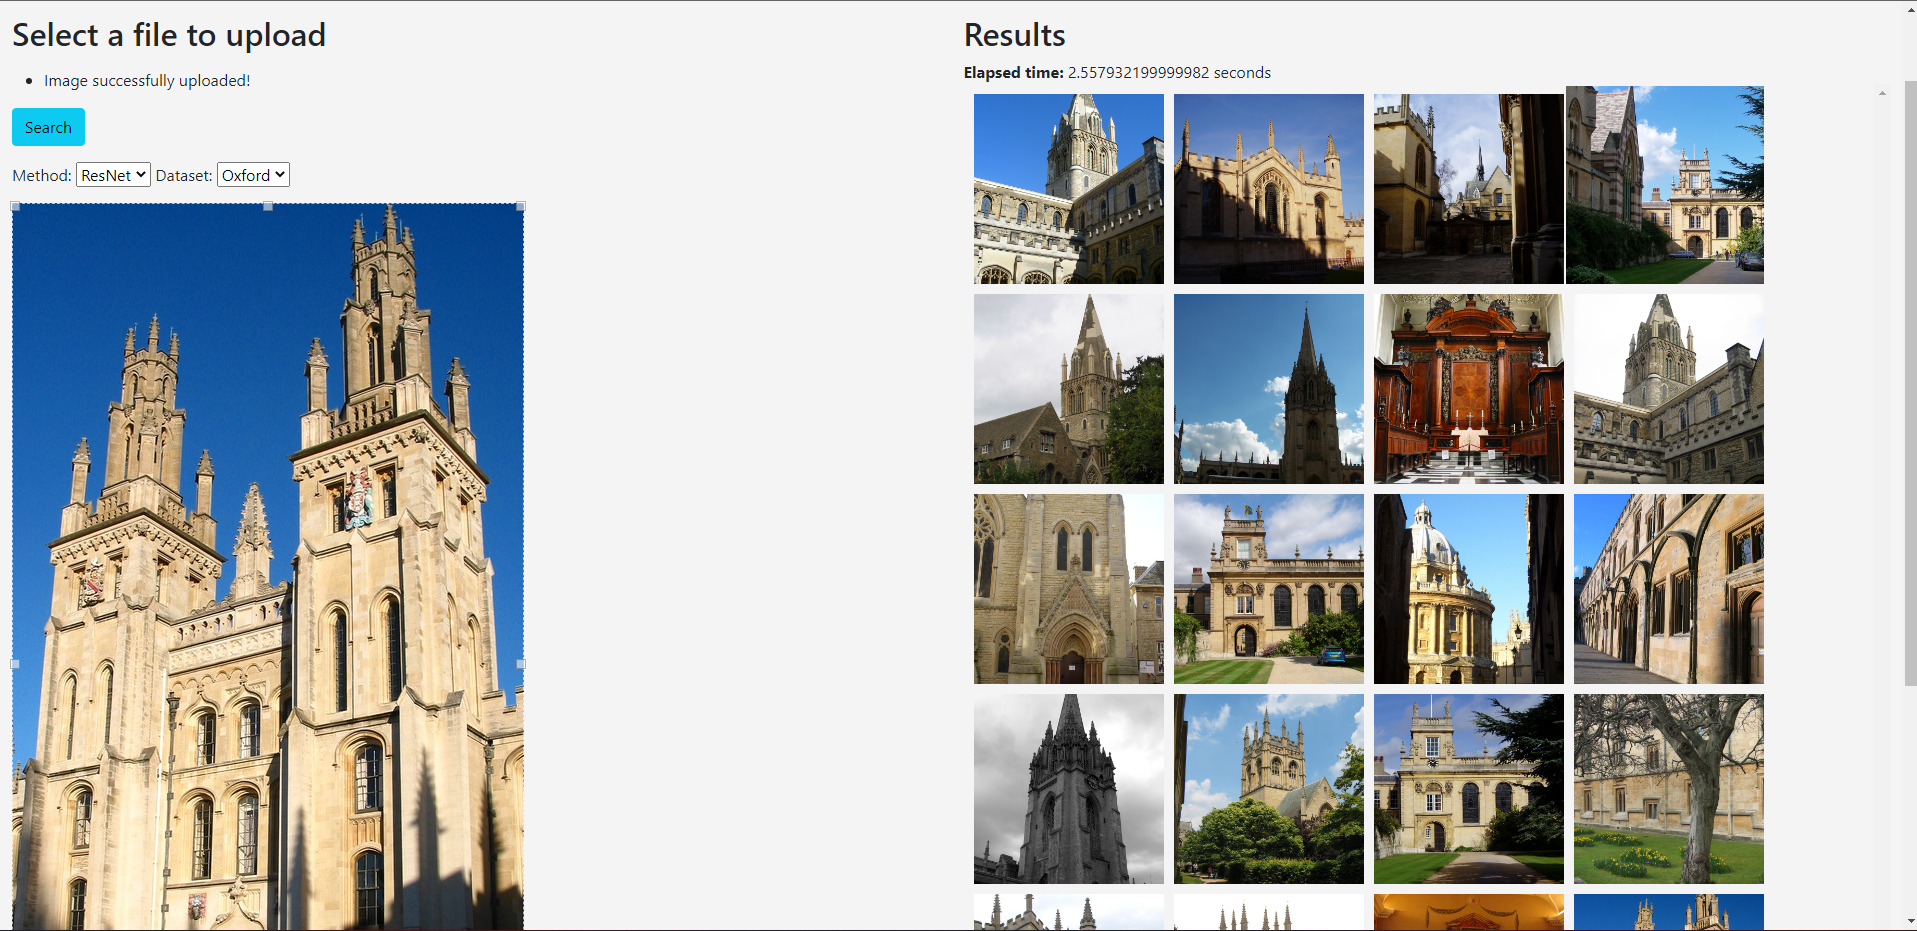 Select a file to upload
Image successfully uploaded!
Search
Method: ResNet Dataset: Oxford
Results
Elapsed time: 2.557932199999982 seconds